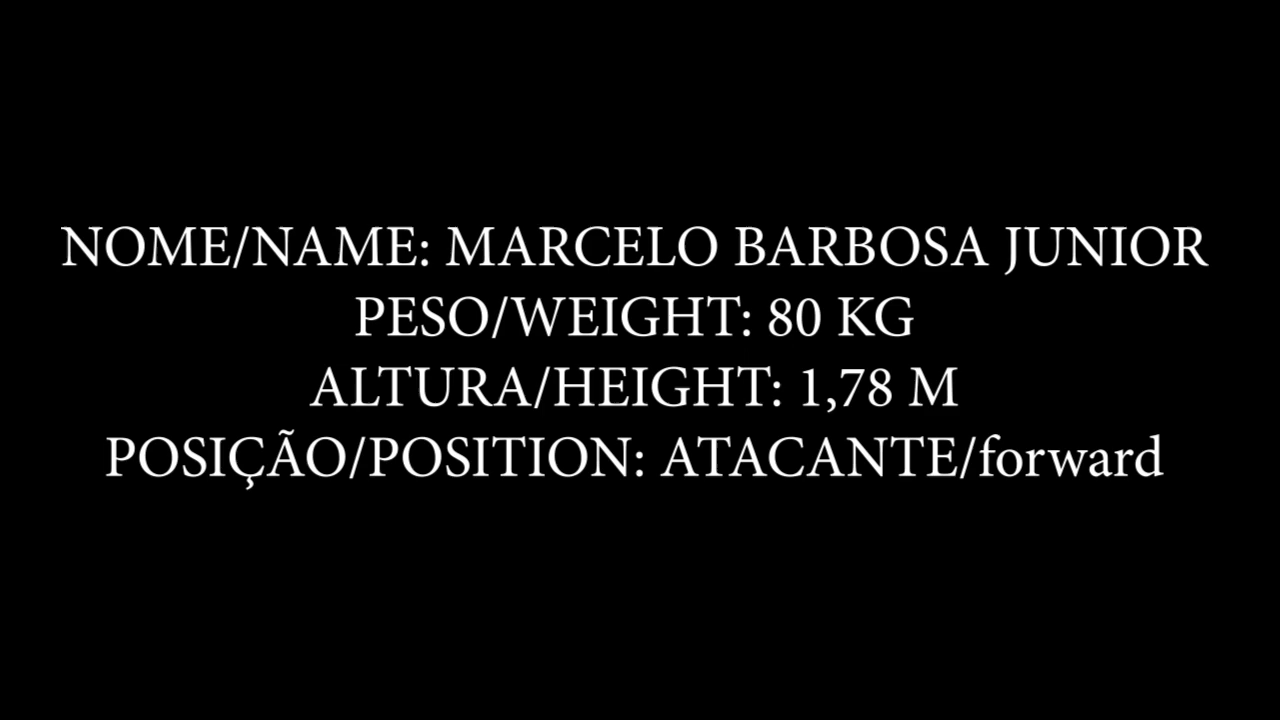 NOME/NAME: MARCELO BARBOSA JUNIOR
PESO/WEIGHT: 80 KG
ALTURA/HEIGHT: 1,78 M
POSIÇÃO/POSITION: ATACANTE/forward